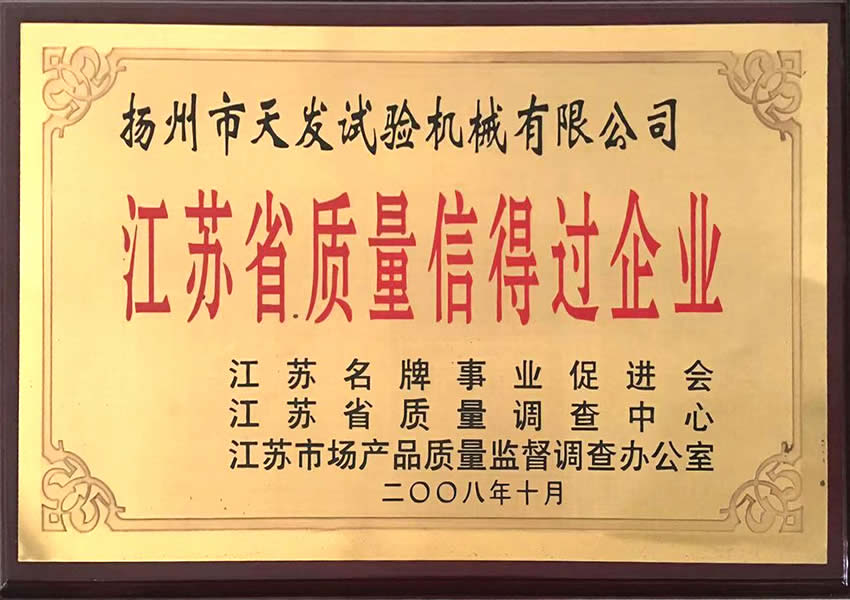 扬州市天发试验机械有限公司
江苏省质量信得过企业
江苏名牌事业促进会
江苏省质量调查中心
江苏市场产品质量监督调查办公室
二〇〇八年十月